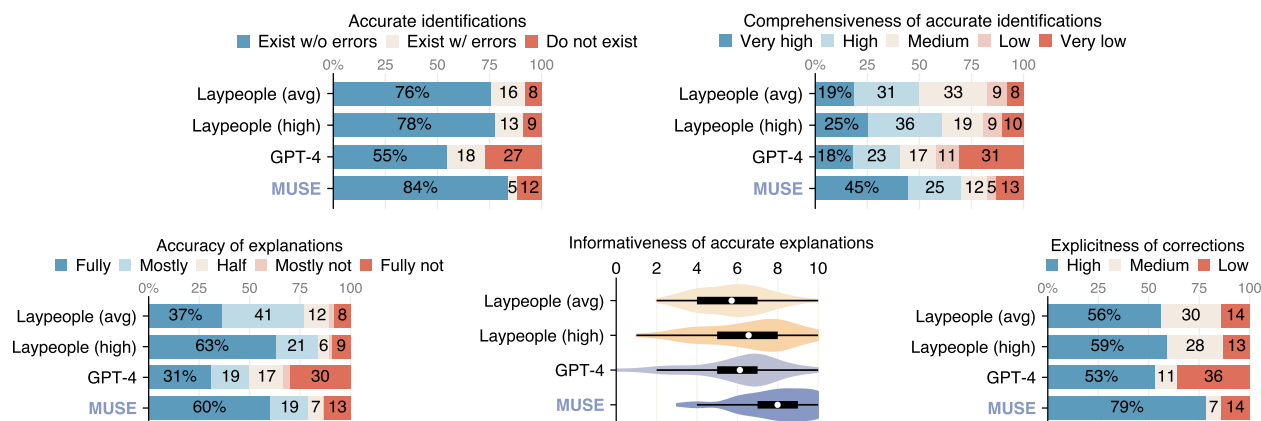 Accurate identifications
Exist w/o errors Exist w/ errors Do not exist
0% 25 50 75 100
Laypeople (avg) 76% 16 8
Laypeople (high) 78% 13 9
GPT-4 55% 18 27
MUSE 84% 5 12
Comprehensiveness of accurate identifications
Very high High Medium Low Very low
0% 25 50 75 100
Laypeople (avg) 19% 31 33 9 8
Laypeople (high) 25% 36 19 9 10
GPT-4 18% 23 17 11 31
MUSE 45% 25 12 5 13
Accuracy of explanations
Fully Mostly Half Mostly not Fully not
0% 25 50 75 100
Laypeople (avg) 37% 41 12 8
Laypeople (high) 63% 21 6 9
GPT-4 31% 19 17 30
MUSE 60% 19 7 13
Informativeness of accurate explanations
0 2 4 6 8 10
Laypeople (avg)
Laypeople (high)
GPT-4
MUSE
Explicitness of corrections
High Medium Low
0% 25 50 75 100
Laypeople (avg) 56% 30 14
Laypeople (high) 59% 28 13
GPT-4 53% 11 36
MUSE 79% 7 14